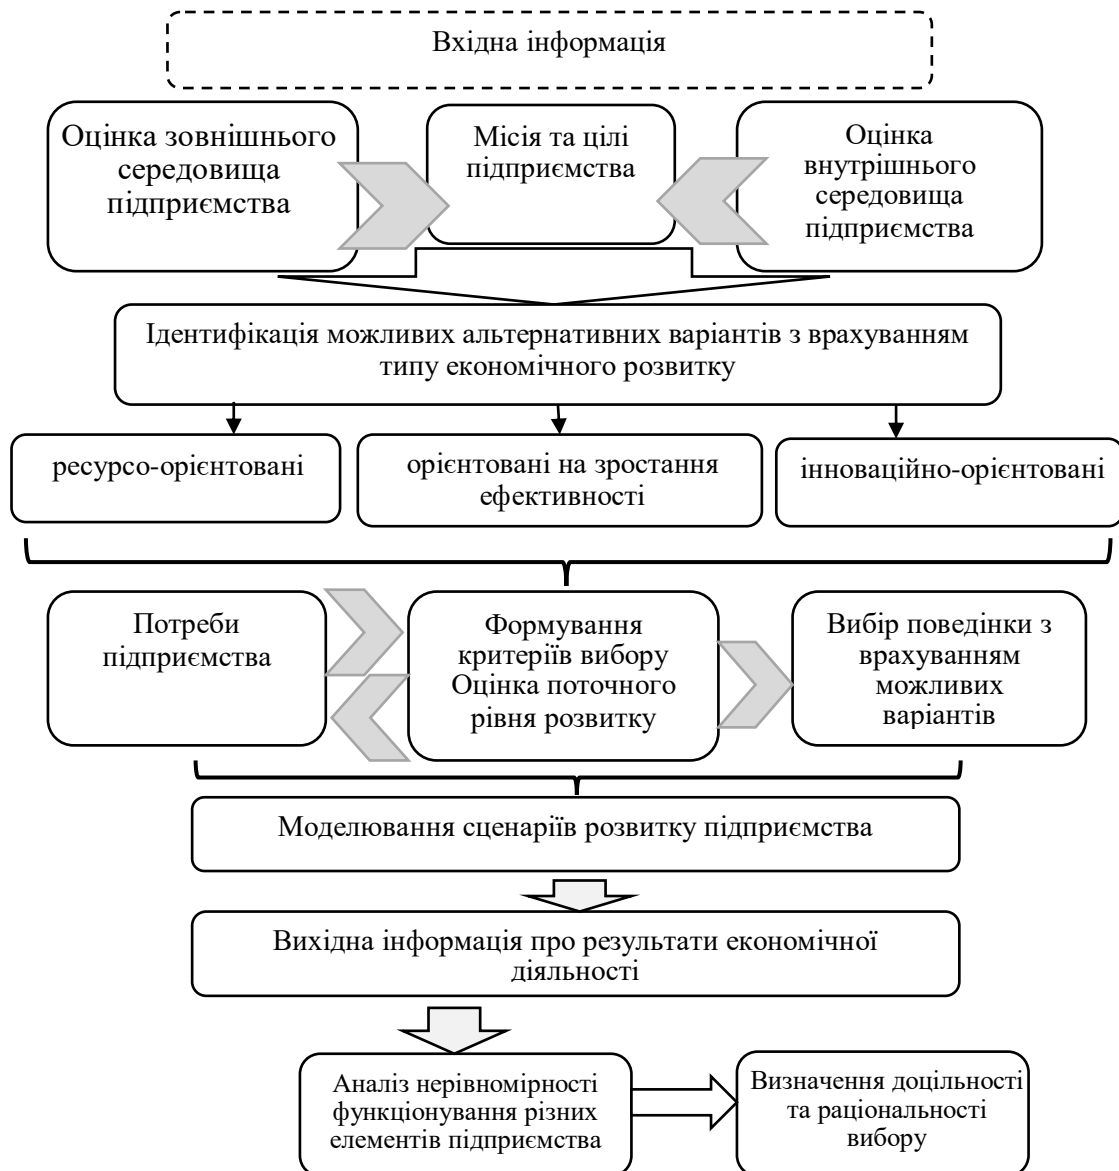 Вхідна інформація
Оцінка зовнішнього
середовища
підприємства
Місія та цілі
підприємства
Оцінка
внутрішнього
середовища
підприємства
Ідентифікація можливих альтернативних варіантів з врахуванням
типу економічного розвитку
ресурсо-орієнтовані
орієнтовані на зростання
ефективності
інноваційно-орієнтовані
Потреби
підприємства
Формування
критеріїв вибору
Оцінка поточного
рівня розвитку
Вибір поведінки з
врахуванням
можливих
варіантів
Моделювання сценаріїв розвитку підприємства
Вихідна інформація про результати економічної
діяльності
Аналіз нерівномірності
функціонування різних
елементів підприємства
Визначення доцільності
та раціональності
вибору